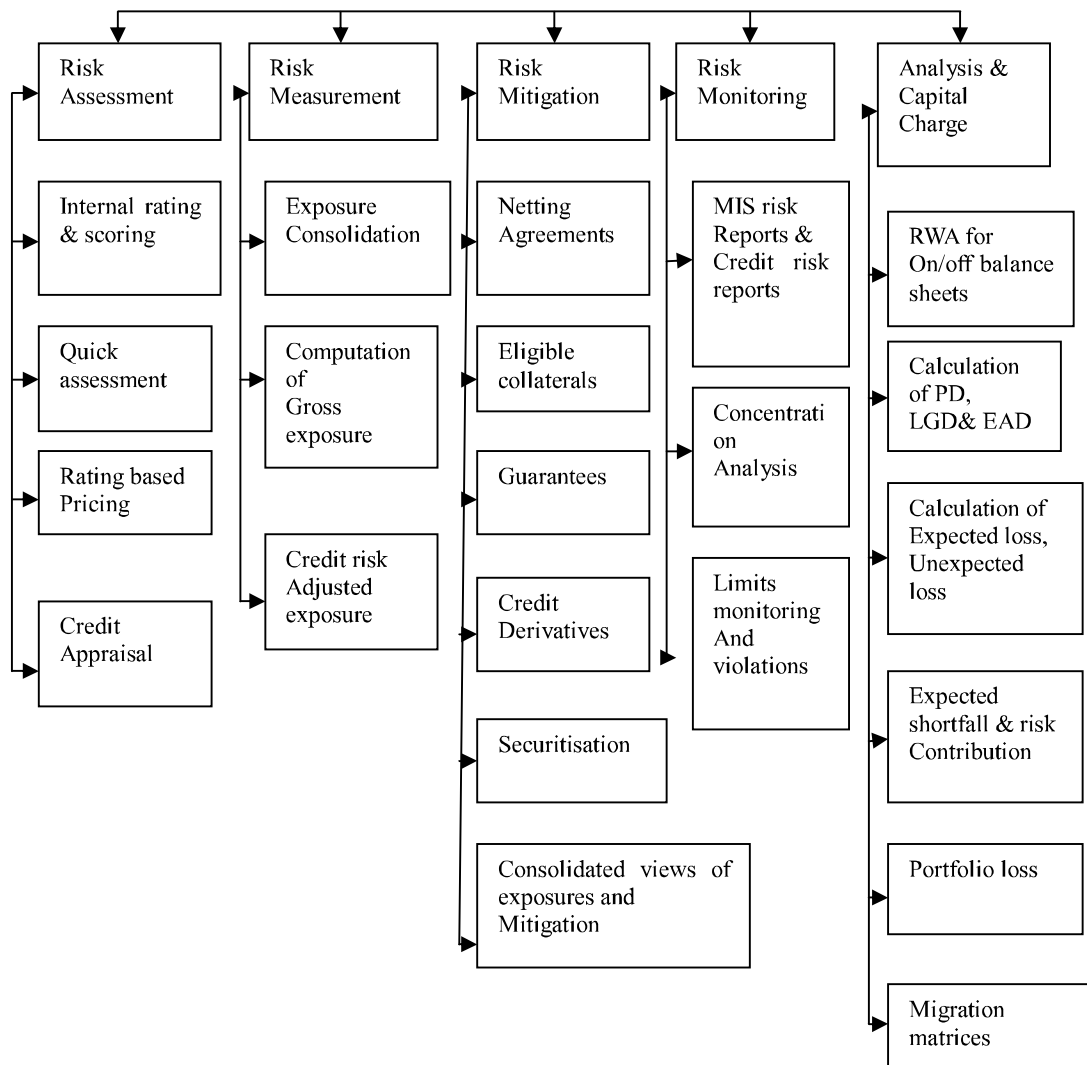 Risk
Assessment
Internal rating
& scoring
Quick
assessment
Rating based
Pricing
Credit
Appraisal
Risk
Measurement
Exposure
Consolidation
Computation
of
Gross
exposure
Credit risk
Adjusted
exposure
Risk
Mitigation
Netting
Agreements
Eligible
collaterals
Guarantees
Credit
Derivatives
Securitisation
Consolidated views of
exposures and
Mitigation
Risk
Monitoring
MIS risk
Reports &
Credit risk
reports
Concentrati
on
Analysis
Limits
monitoring
And
violations
Analysis &
Capital
Charge
RWA for
On/off balance
sheets
Calculation
of PD,
LGD& EAD
Calculation of
Expected loss,
Unexpected
loss
Expected
shortfall & risk
Contribution
Portfolio loss
Migration
matrices